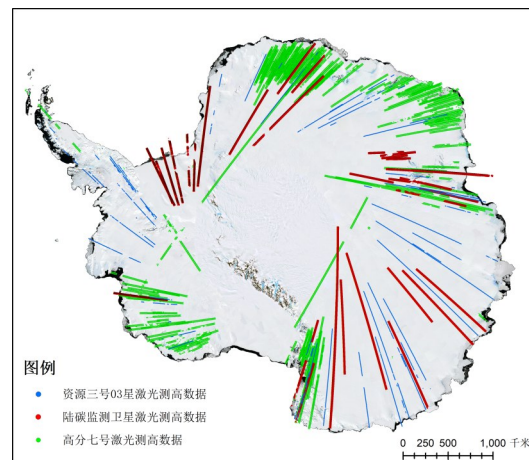 图例
资源三号03星激光测高数据
陆碳监测卫星激光测高数据
高分七号激光测高数据
0 250 500 1,000 千米